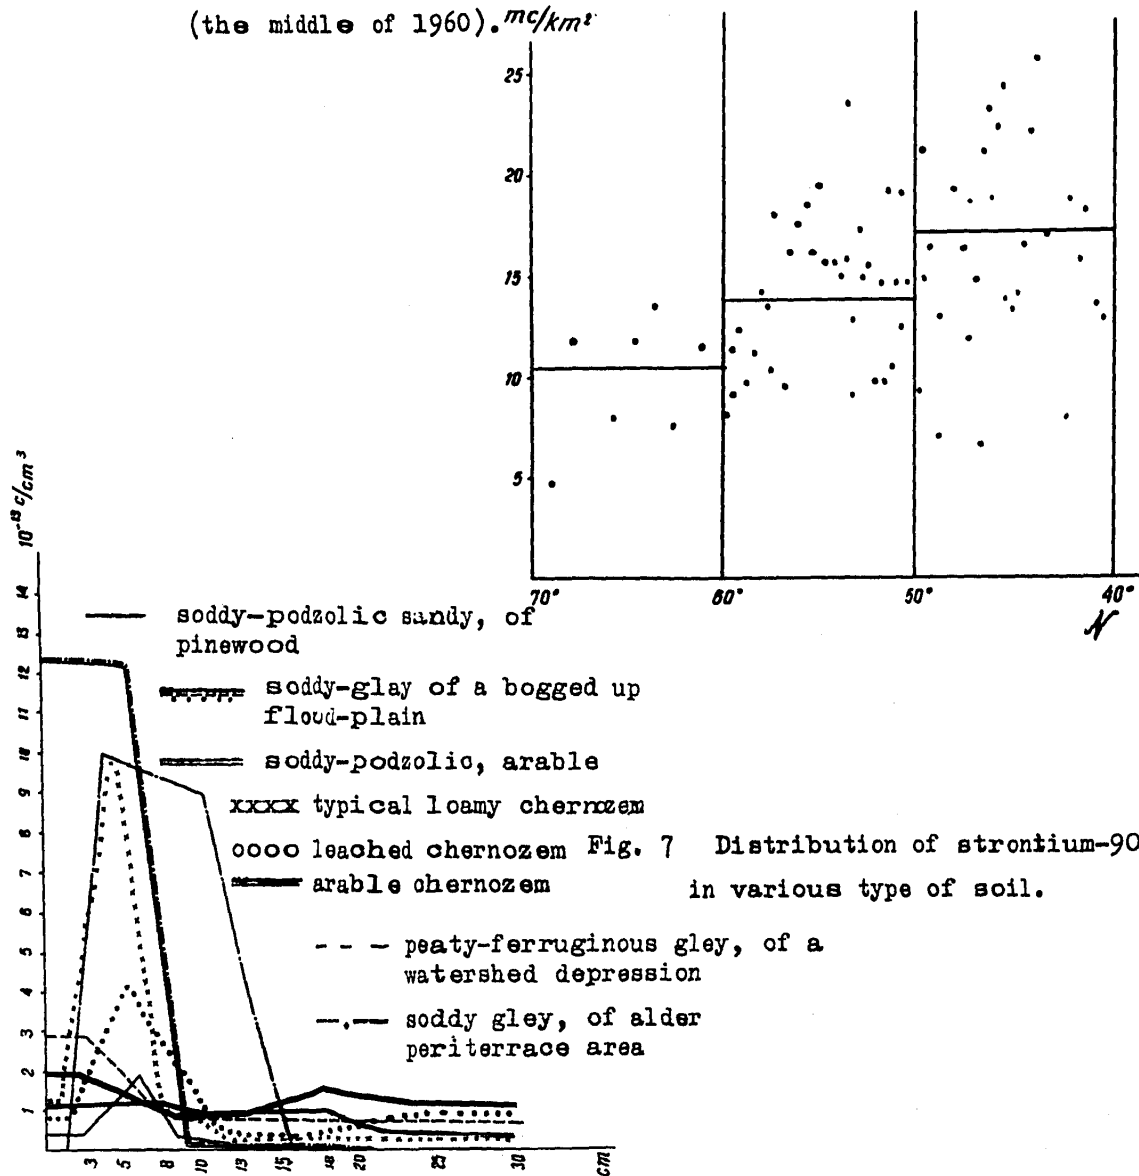 (the middle of 1960).
mc/km²
25
20
15
10
5
70°
60°
50°
40°
N
10⁻¹³ c/cm³
14
13
12
11
10
9
8
7
6
5
4
3
2
1
soddy-podzolic sandy, of
pinewood
soddy-glay of a bogged up
flood-plain
soddy-podzolic, arable
xxxx typical loamy chernozem
oooo leached chernozem
arable chernozem
Fig. 7 Distribution of strontium-90
in various type of soil.
peaty-ferruginous gley, of a
watershed depression
soddy gley, of alder
periterrace area
3 5 8 10 13 15 18 20 25 30 cm